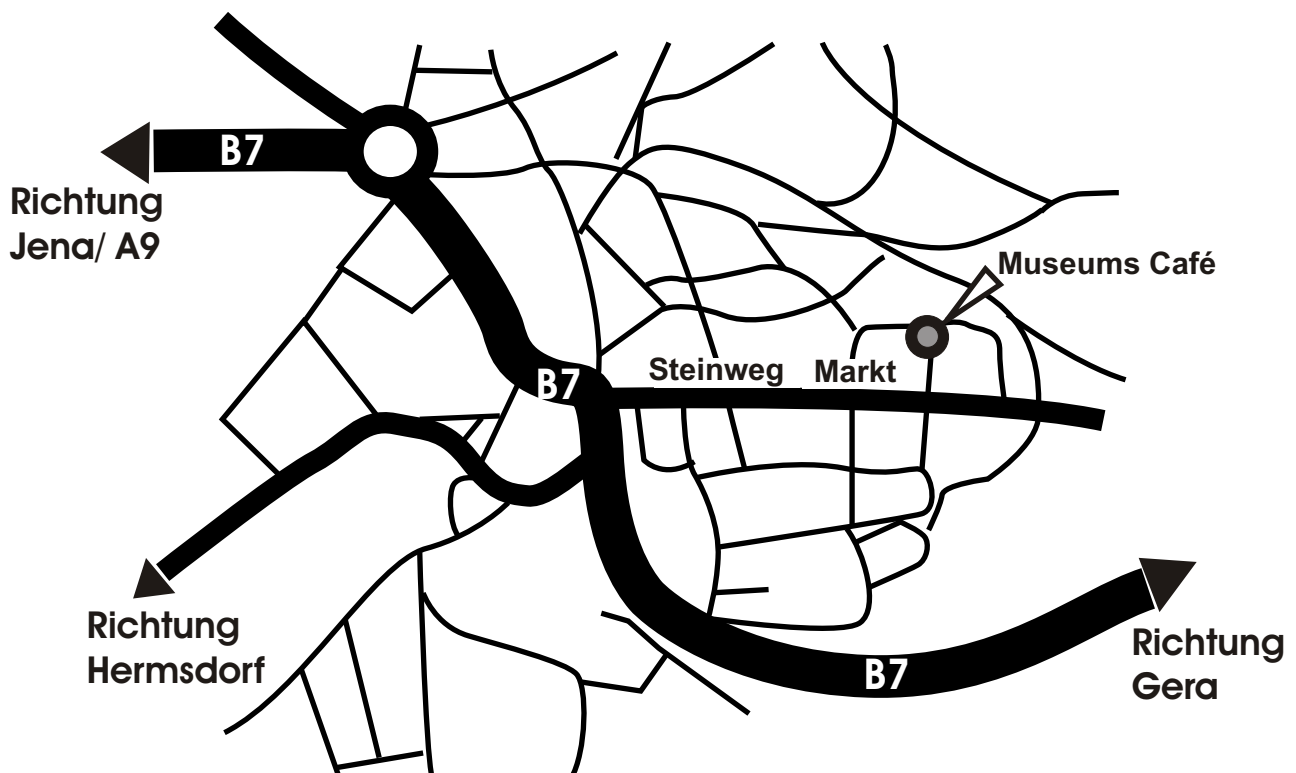 B7
Richtung
Jena/ A9
Museums Café
Steinweg Markt
B7
Richtung
Hermsdorf
Richtung
Gera
B7